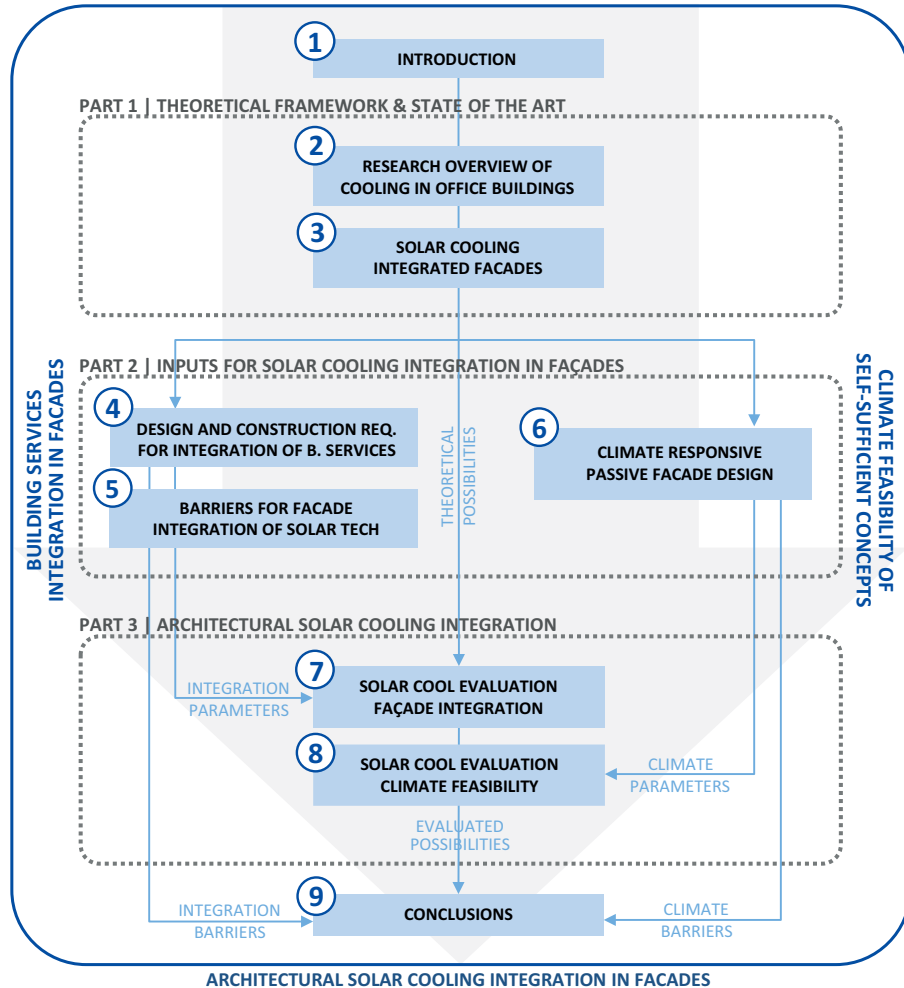 1
INTRODUCTION
PART 1 | THEORETICAL FRAMEWORK & STATE OF THE ART
2
RESEARCH OVERVIEW OF
COOLING IN OFFICE BUILDINGS
3
SOLAR COOLING
INTEGRATED FACADES
BUILDING SERVICES
INTEGRATION IN FACADES
CLIMATE FEASIBILITY OF
SELF-SUFFICIENT CONCEPTS
PART 2 | INPUTS FOR SOLAR COOLING INTEGRATION IN FAÇADES
4
DESIGN AND CONSTRUCTION REQ.
FOR INTEGRATION OF B. SERVICES
5
BARRIERS FOR FACADE
INTEGRATION OF SOLAR TECH
THEORETICAL
POSSIBILITIES
6
CLIMATE RESPONSIVE
PASSIVE FACADE DESIGN
PART 3 | ARCHITECTURAL SOLAR COOLING INTEGRATION
7
SOLAR COOL EVALUATION
FAÇADE INTEGRATION
INTEGRATION
PARAMETERS
8
SOLAR COOL EVALUATION
CLIMATE FEASIBILITY
CLIMATE
PARAMETERS
EVALUATED
POSSIBILITIES
9
CONCLUSIONS
INTEGRATION
BARRIERS
CLIMATE
BARRIERS
ARCHITECTURAL SOLAR COOLING INTEGRATION IN FACADES